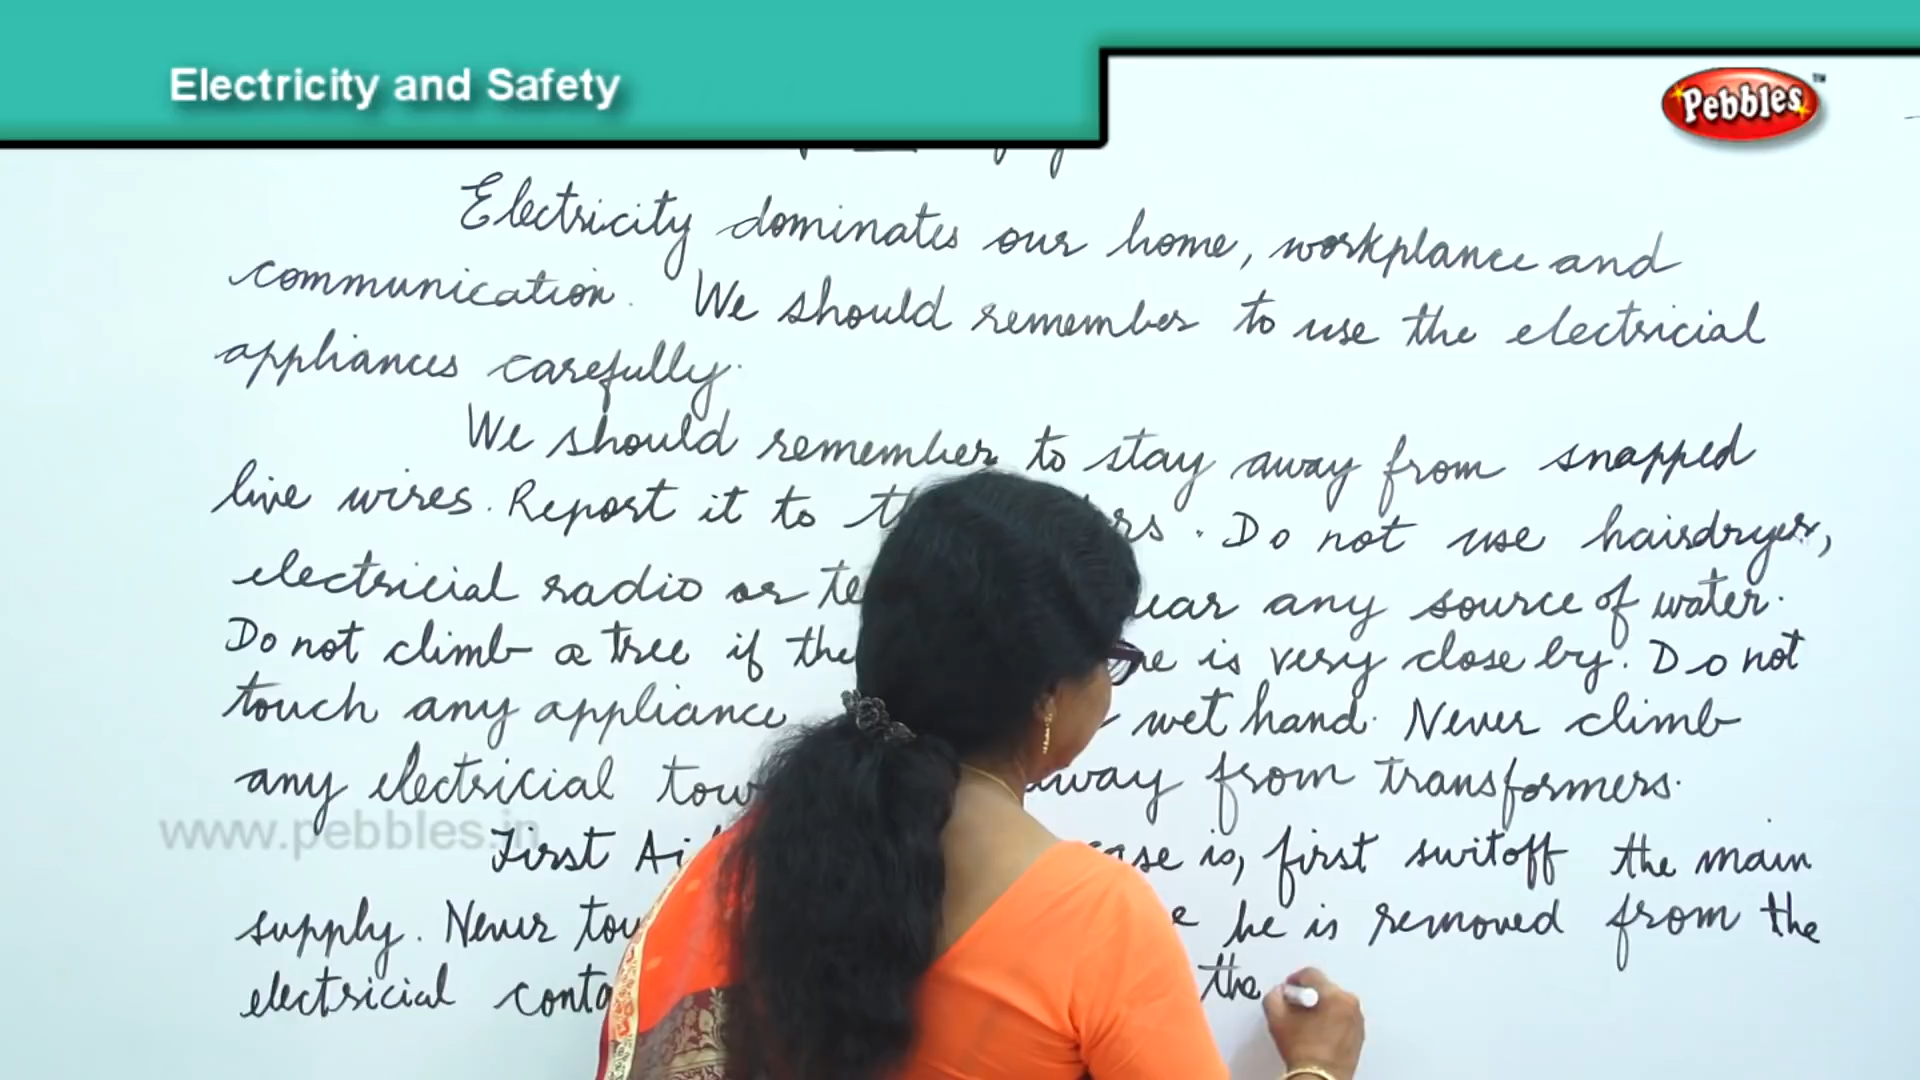 Electricity and Safety
Pebbles TM
Electricity dominates our home, workplance and
communication. We should remember to use the electricial
appliances carefully.
We should remember to stay away from snapped
live wires. Report it to . Do not use hairdryer,
electricial radio or any source of water.
Do not climb a tree if is very close by. Do not
touch any appliance wet hand. Never climb
any electricial away from transformers.
www.pebbles.in
First case is, first switoff the main
supply. Never he is removed from the
electricial the